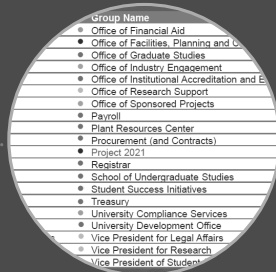 Group Name
Office of Financial Aid
Office of Facilities, Planning and
Office of Graduate Studies
Office of Industry Engagement
Office of Institutional Accreditation and
Office of Research Support
Office of Sponsored Projects
Payroll
Plant Resources Center
Procurement (and Contracts)
Project 2021
Registrar
School of Undergraduate Studies
Student Success Initiatives
Treasury
University Compliance Services
University Development Office
Vice President for Legal Affairs
Vice President for Research
Vice President of